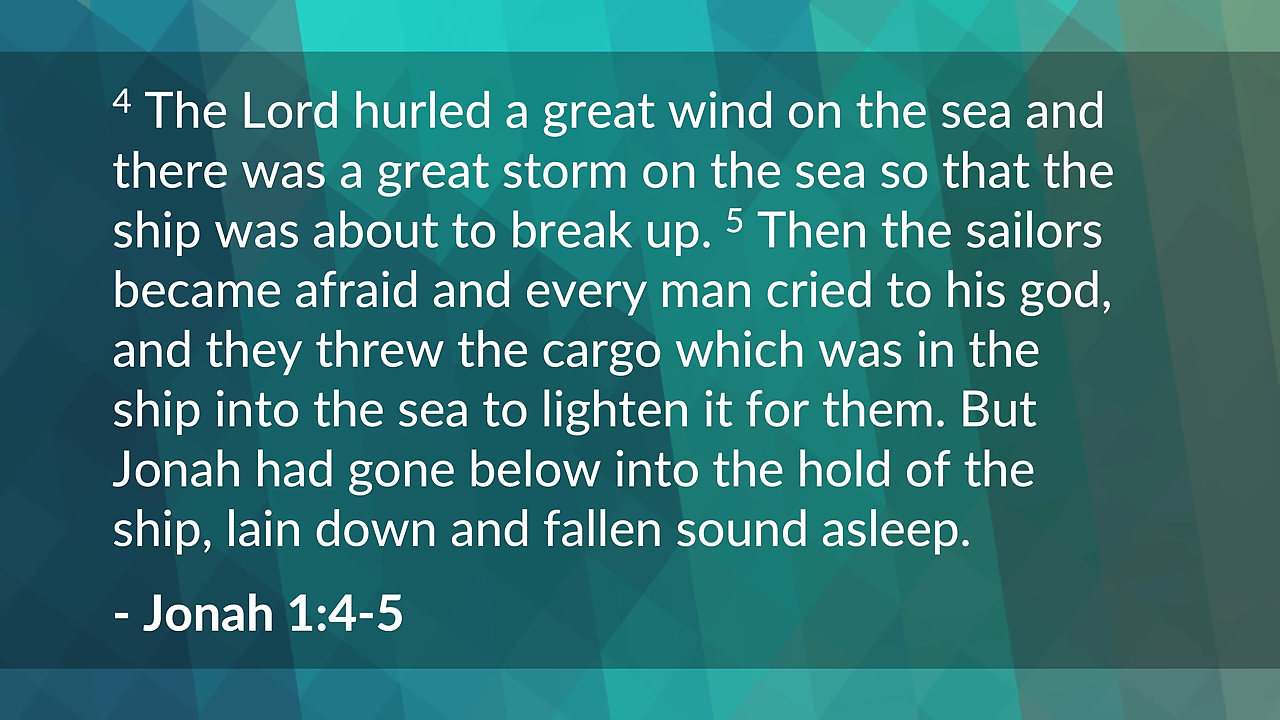 4 The Lord hurled a great wind on the sea and
there was a great storm on the sea so that the
ship was about to break up. 5 Then the sailors
became afraid and every man cried to his god,
and they threw the cargo which was in the
ship into the sea to lighten it for them. But
Jonah had gone below into the hold of the
ship, lain down and fallen sound asleep.
- Jonah 1:4-5